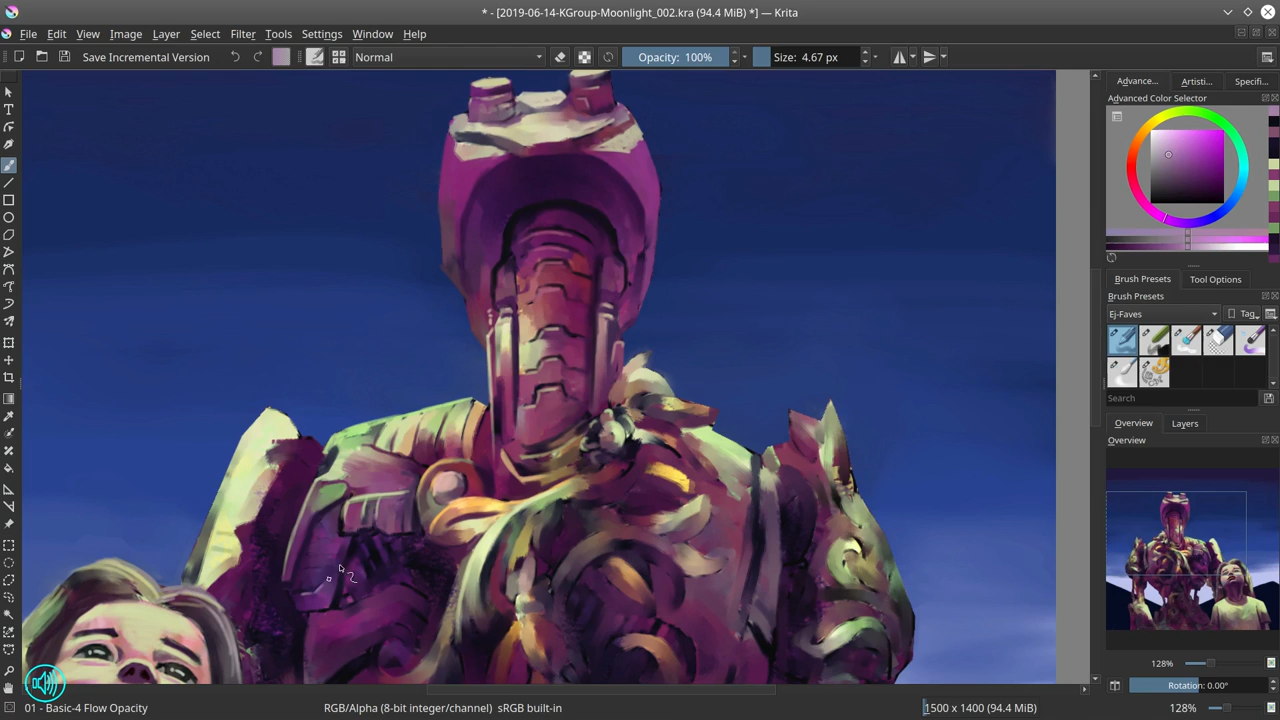 * - [2019-06-14-KGroup-Moonlight_002.kra (94.4 MiB) *] — Krita
File Edit View Image Layer Select Filter Tools Settings Window Help
Save Incremental Version Normal Opacity: 100% Size: 4.67 px
Advance... Artisti... Specifi...
Advanced Color Selector
Brush Presets Tool Options
Brush Presets
Ej-Faves Tag
Search
Overview Layers
Overview
128%
Rotation: 0.00°
01 - Basic-4 Flow Opacity RGB/Alpha (8-bit integer/channel) sRGB built-in 1500 x 1400 (94.4 MiB) 128%